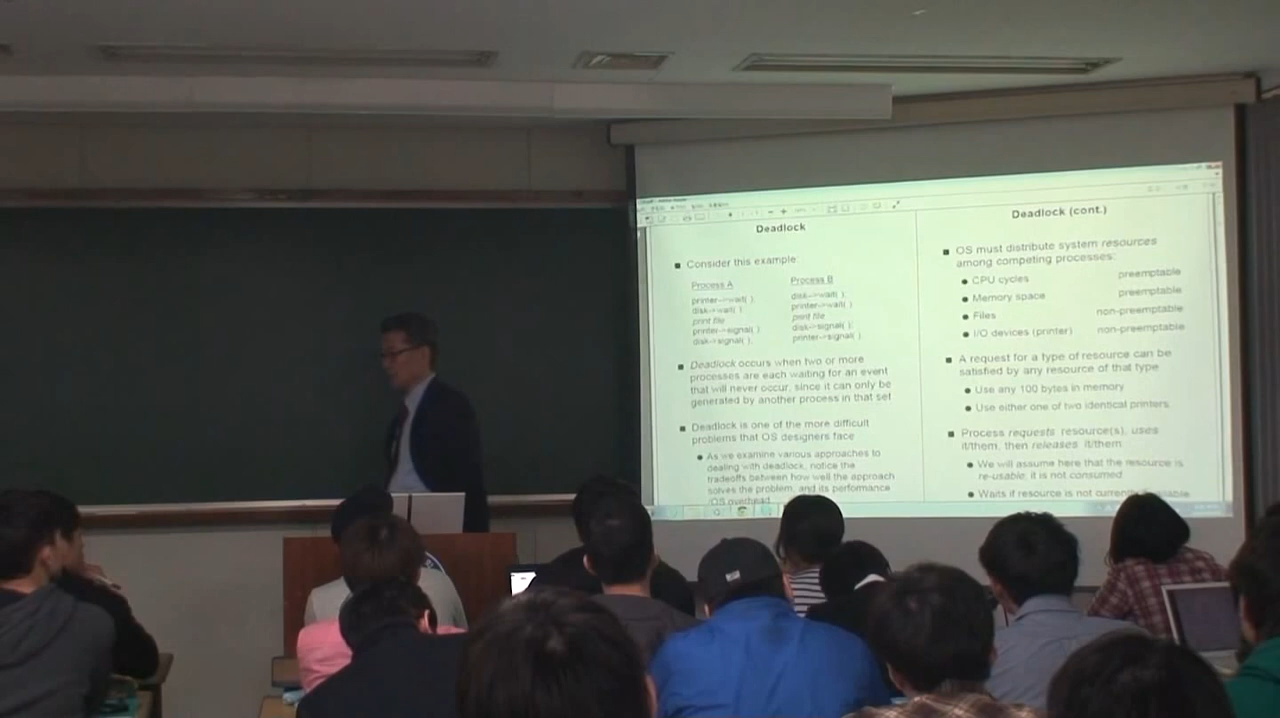 Deadlock
■ Consider this example:
Process A
printer->wait( );
disk->wait( );
print file
printer->signal( );
disk->signal( );
Process B
disk->wait( );
printer->wait( );
print file
disk->signal( );
printer->signal( );
■ Deadlock occurs when two or more
processes are each waiting for an event
that will never occur, since it can only be
generated by another process in that set
■ Deadlock is one of the more difficult
problems that OS designers face
● As we examine various approaches to
dealing with deadlock, notice the
tradeoffs between how well the approach
solves the problem, and its performance
/OS overhead
Deadlock (cont.)
■ OS must distribute system resources
among competing processes:
● CPU cycles preemptable
● Memory space preemptable
● Files non-preemptable
● I/O devices (printer) non-preemptable
■ A request for a type of resource can be
satisfied by any resource of that type
● Use any 100 bytes in memory
● Use either one of two identical printers
■ Process requests resource(s), uses
it/them, then releases it/them
● We will assume here that the resource is
re-usable; it is not consumed
● Waits if resource is not currently available